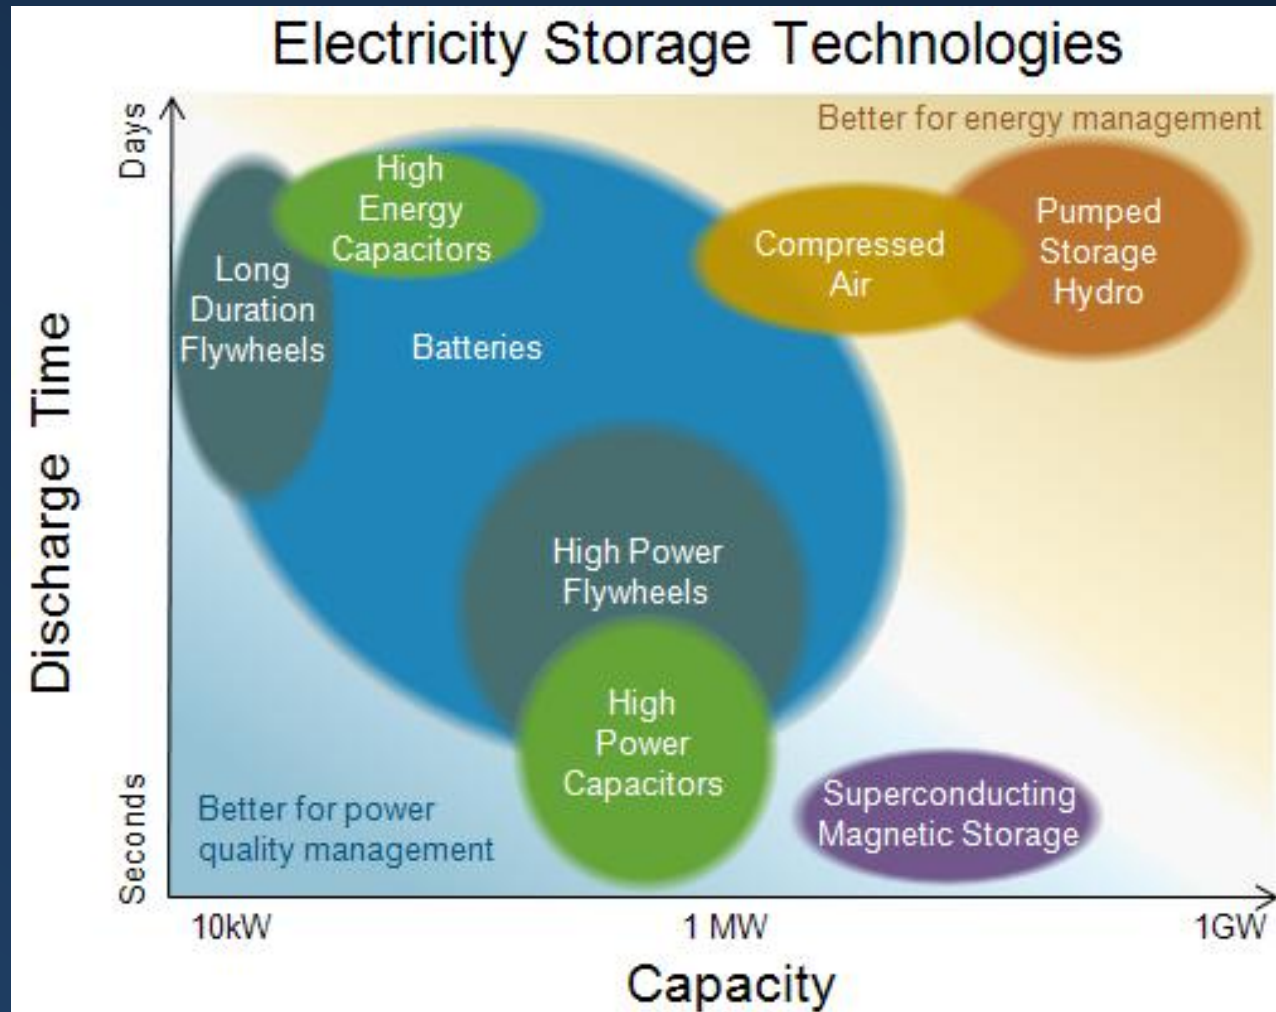 Electricity Storage Technologies
Days
Better for energy management
High
Energy
Capacitors
Pumped
Storage
Hydro
Compressed
Air
Long
Duration
Flywheels
Batteries
Discharge Time
High Power
Flywheels
High
Power
Capacitors
Superconducting
Magnetic Storage
Better for power
quality management
Seconds
10kW
1 MW
1GW
Capacity